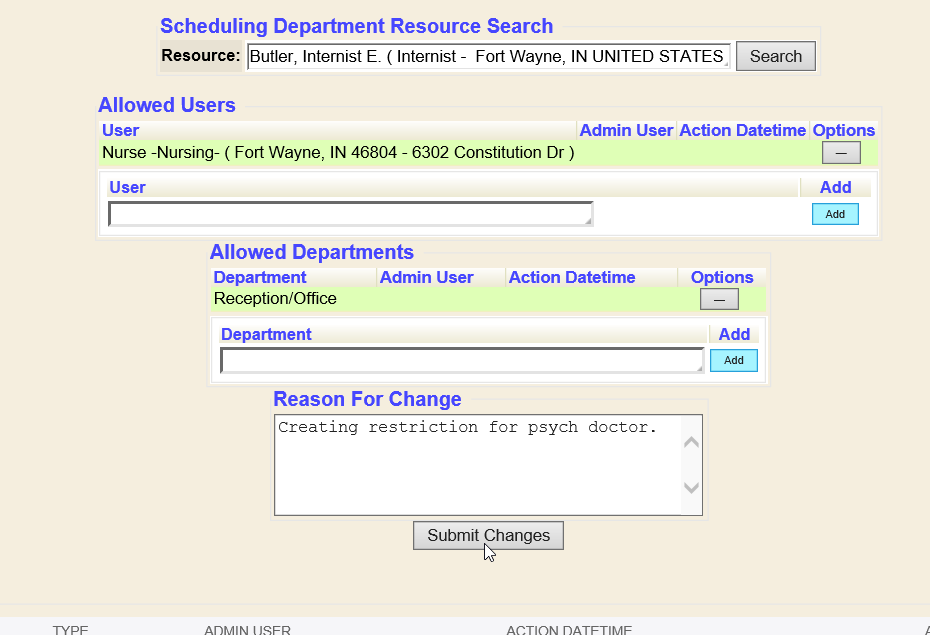 Scheduling Department Resource Search
Resource: Butler, Internist E. ( Internist - Fort Wayne, IN UNITED STATES Search
Allowed Users
User Admin User Action Datetime Options
Nurse -Nursing- ( Fort Wayne, IN 46804 - 6302 Constitution Dr ) —
User Add
Add
Allowed Departments
Department Admin User Action Datetime Options
Reception/Office —
Department Add
Add
Reason For Change
Creating restriction for psych doctor.
Submit Changes
TYPE ADMIN USER ACTION DATETIME